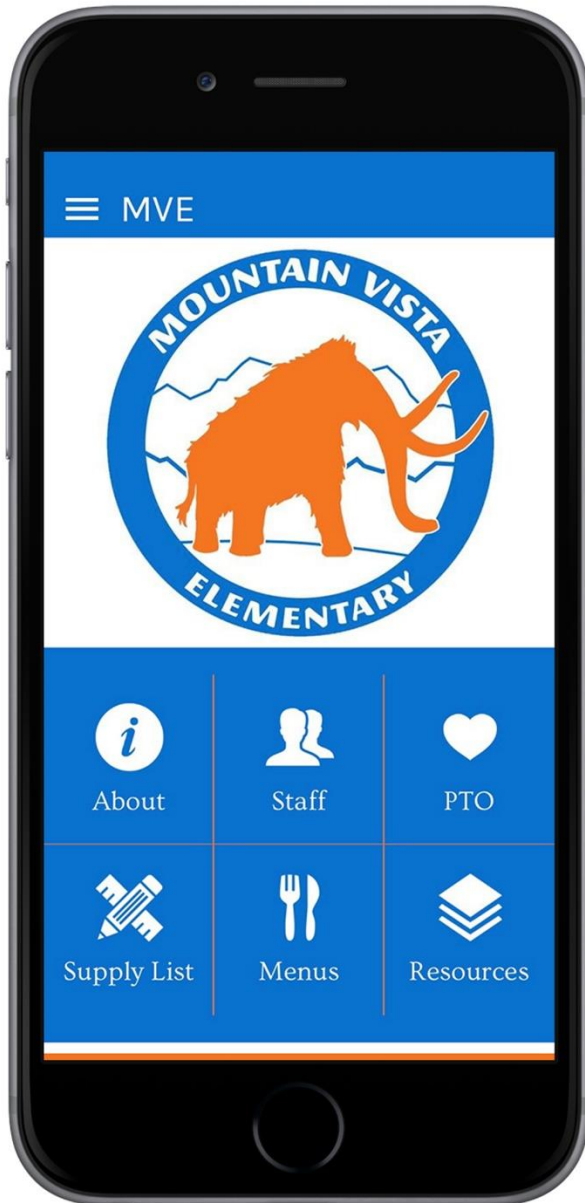 MVE
MOUNTAIN VISTA
ELEMENTARY
About
Staff
PTO
Supply List
Menus
Resources